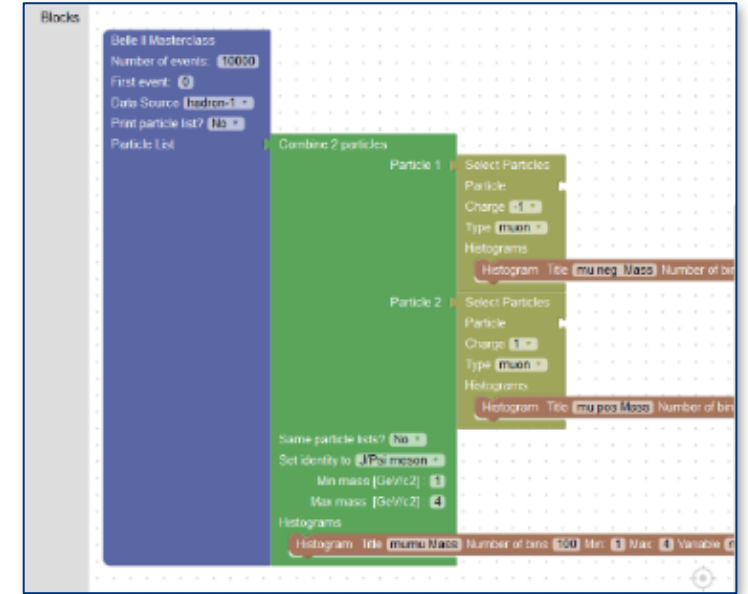 Blocks
Belle II Masterclass
Number of events: 10000
First event: 0
Data Source hadron-1
Print particle list? No
Particle List
Combine 2 particles
Particle 1
Select Particles
Particle
Charge -1
Type muon
Histograms
Histogram Title mu neg Mass Number of
Particle 2
Select Particles
Particle
Charge 1
Type muon
Histograms
Histogram Title mu pos Mass Number of
Same particle lists? No
Set identity to J/Psi meson
Min mass [GeV/c2] : 1
Max mass [GeV/c2] : 4
Histograms
Histogram Title mumu Mass Number of bins 100 Min: 1 Max: 4 Variable